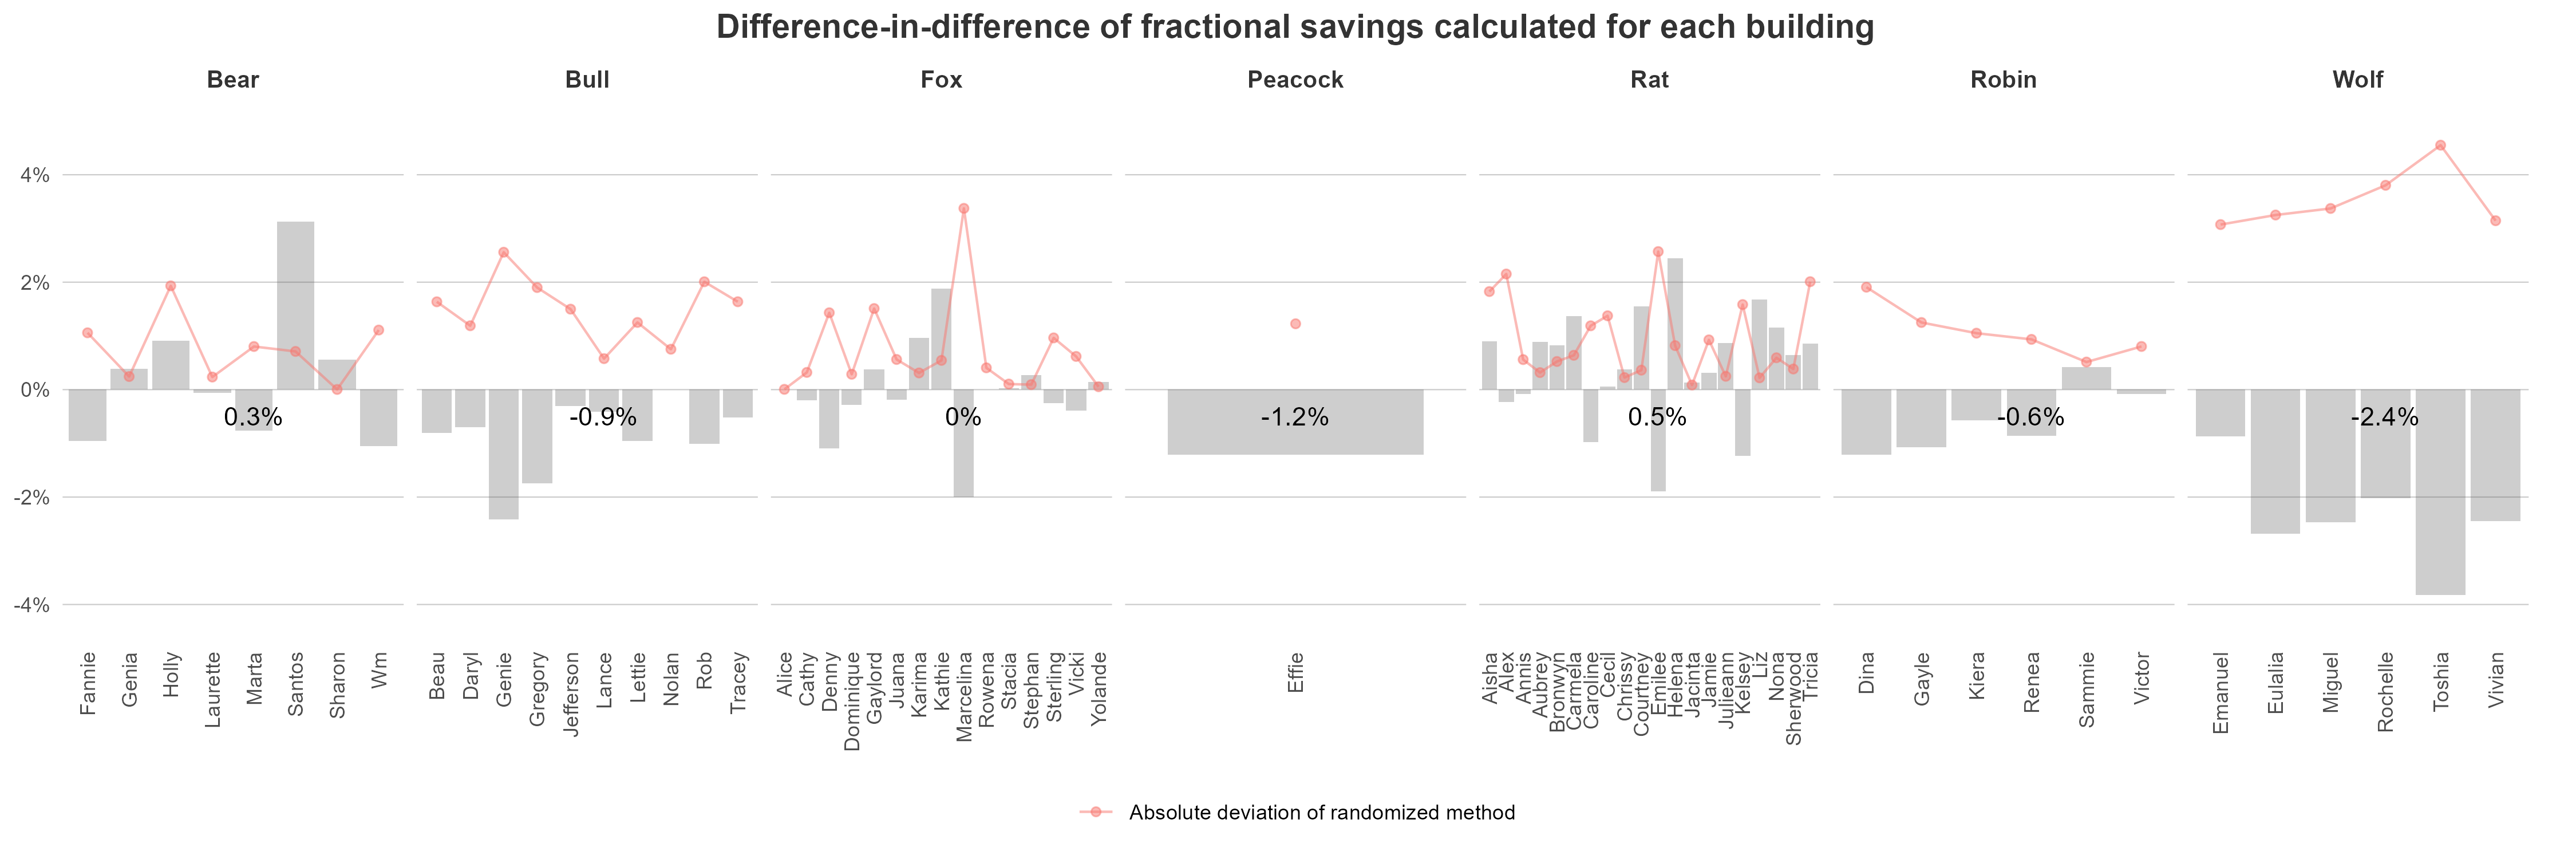 Difference-in-difference of fractional savings calculated for each building
Bear
Bull
Fox
Peacock
Rat
Robin
Wolf
4%
2%
0%
-2%
-4%
0.3%
-0.9%
0%
-1.2%
0.5%
-0.6%
-2.4%
Fannie
Genia
Holly
Laurette
Marta
Santos
Sharon
Wm
Beau
Daryl
Genie
Gregory
Jefferson
Lance
Lettie
Nolan
Rob
Tracey
Alice
Cathy
Denny
Dominique
Gaylord
Juana
Karima
Kathie
Marcelina
Rowena
Stacia
Stephan
Sterling
Vicki
Yolande
Effie
Aisha
Alex
Annis
Aubrey
Bronwyn
Carmela
Caroline
Cecil
Chrissy
Courtney
Emilee
Helena
Jacinta
Jamie
Julieann
Kelsey
Liz
Nona
Sherwood
Tricia
Dina
Gayle
Kiera
Renea
Sammie
Victor
Emanuel
Eulalia
Miguel
Rochelle
Toshia
Vivian
Absolute deviation of randomized method